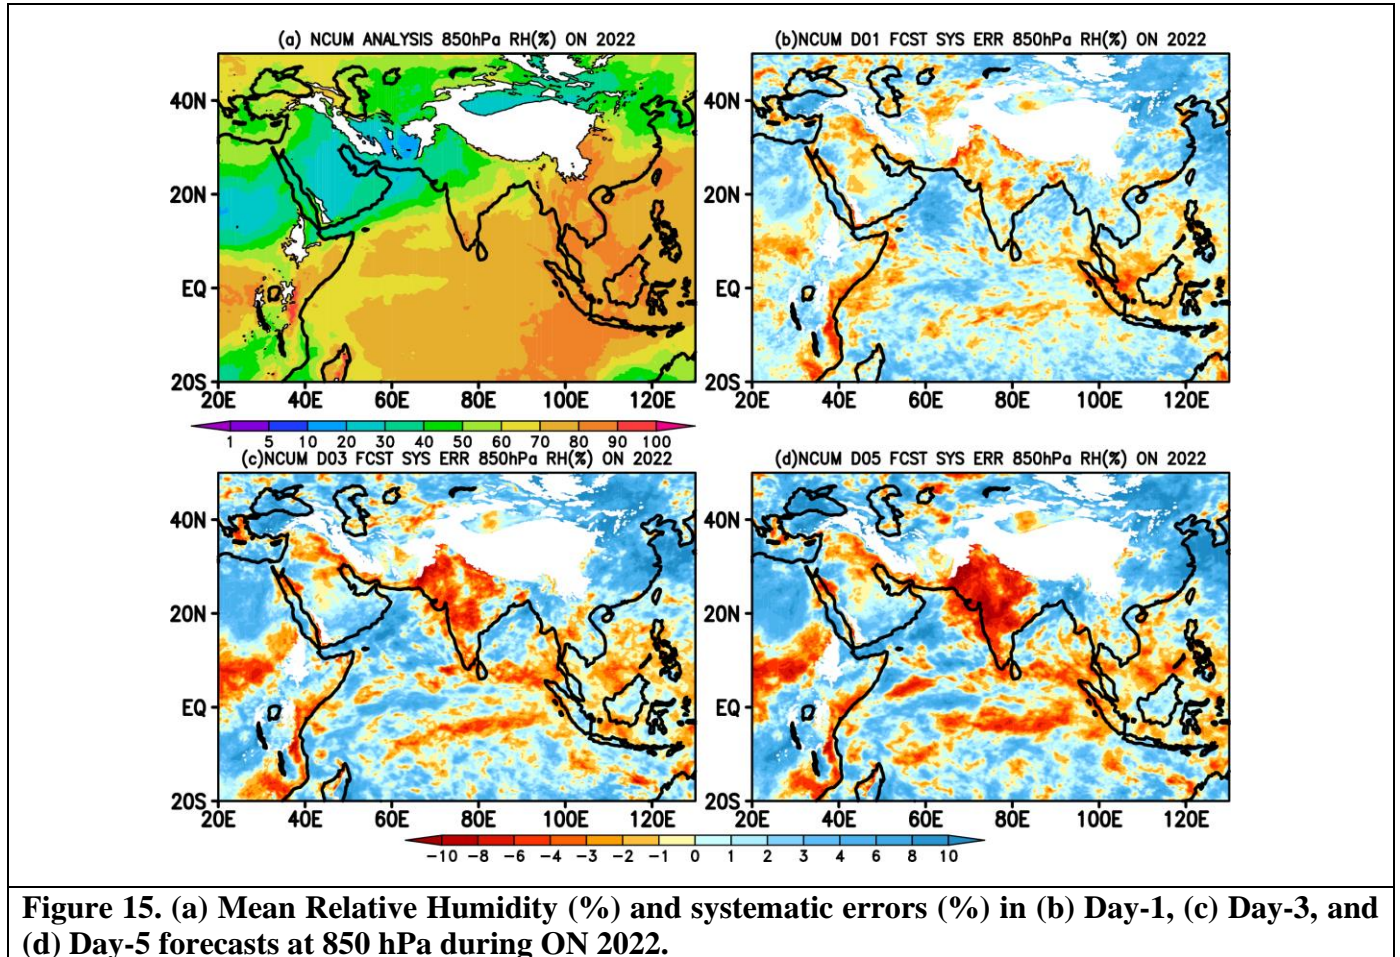 (a) NCUM ANALYSIS 850hPa RH(%) ON 2022
40N
20N
EQ
20S
20E 40E 60E 80E 100E 120E
1 5 10 20 30 40 50 60 70 80 90 100
(b)NCUM D01 FCST SYS ERR 850hPa RH(%) ON 2022
40N
20N
EQ
20S
20E 40E 60E 80E 100E 120E
(c)NCUM D03 FCST SYS ERR 850hPa RH(%) ON 2022
40N
20N
EQ
20S
20E 40E 60E 80E 100E 120E
(d)NCUM D05 FCST SYS ERR 850hPa RH(%) ON 2022
40N
20N
EQ
20S
20E 40E 60E 80E 100E 120E
-10 -8 -6 -4 -3 -2 -1 0 1 2 3 4 6 8 10
Figure 15. (a) Mean Relative Humidity (%) and systematic errors (%) in (b) Day-1, (c) Day-3, and
(d) Day-5 forecasts at 850 hPa during ON 2022.